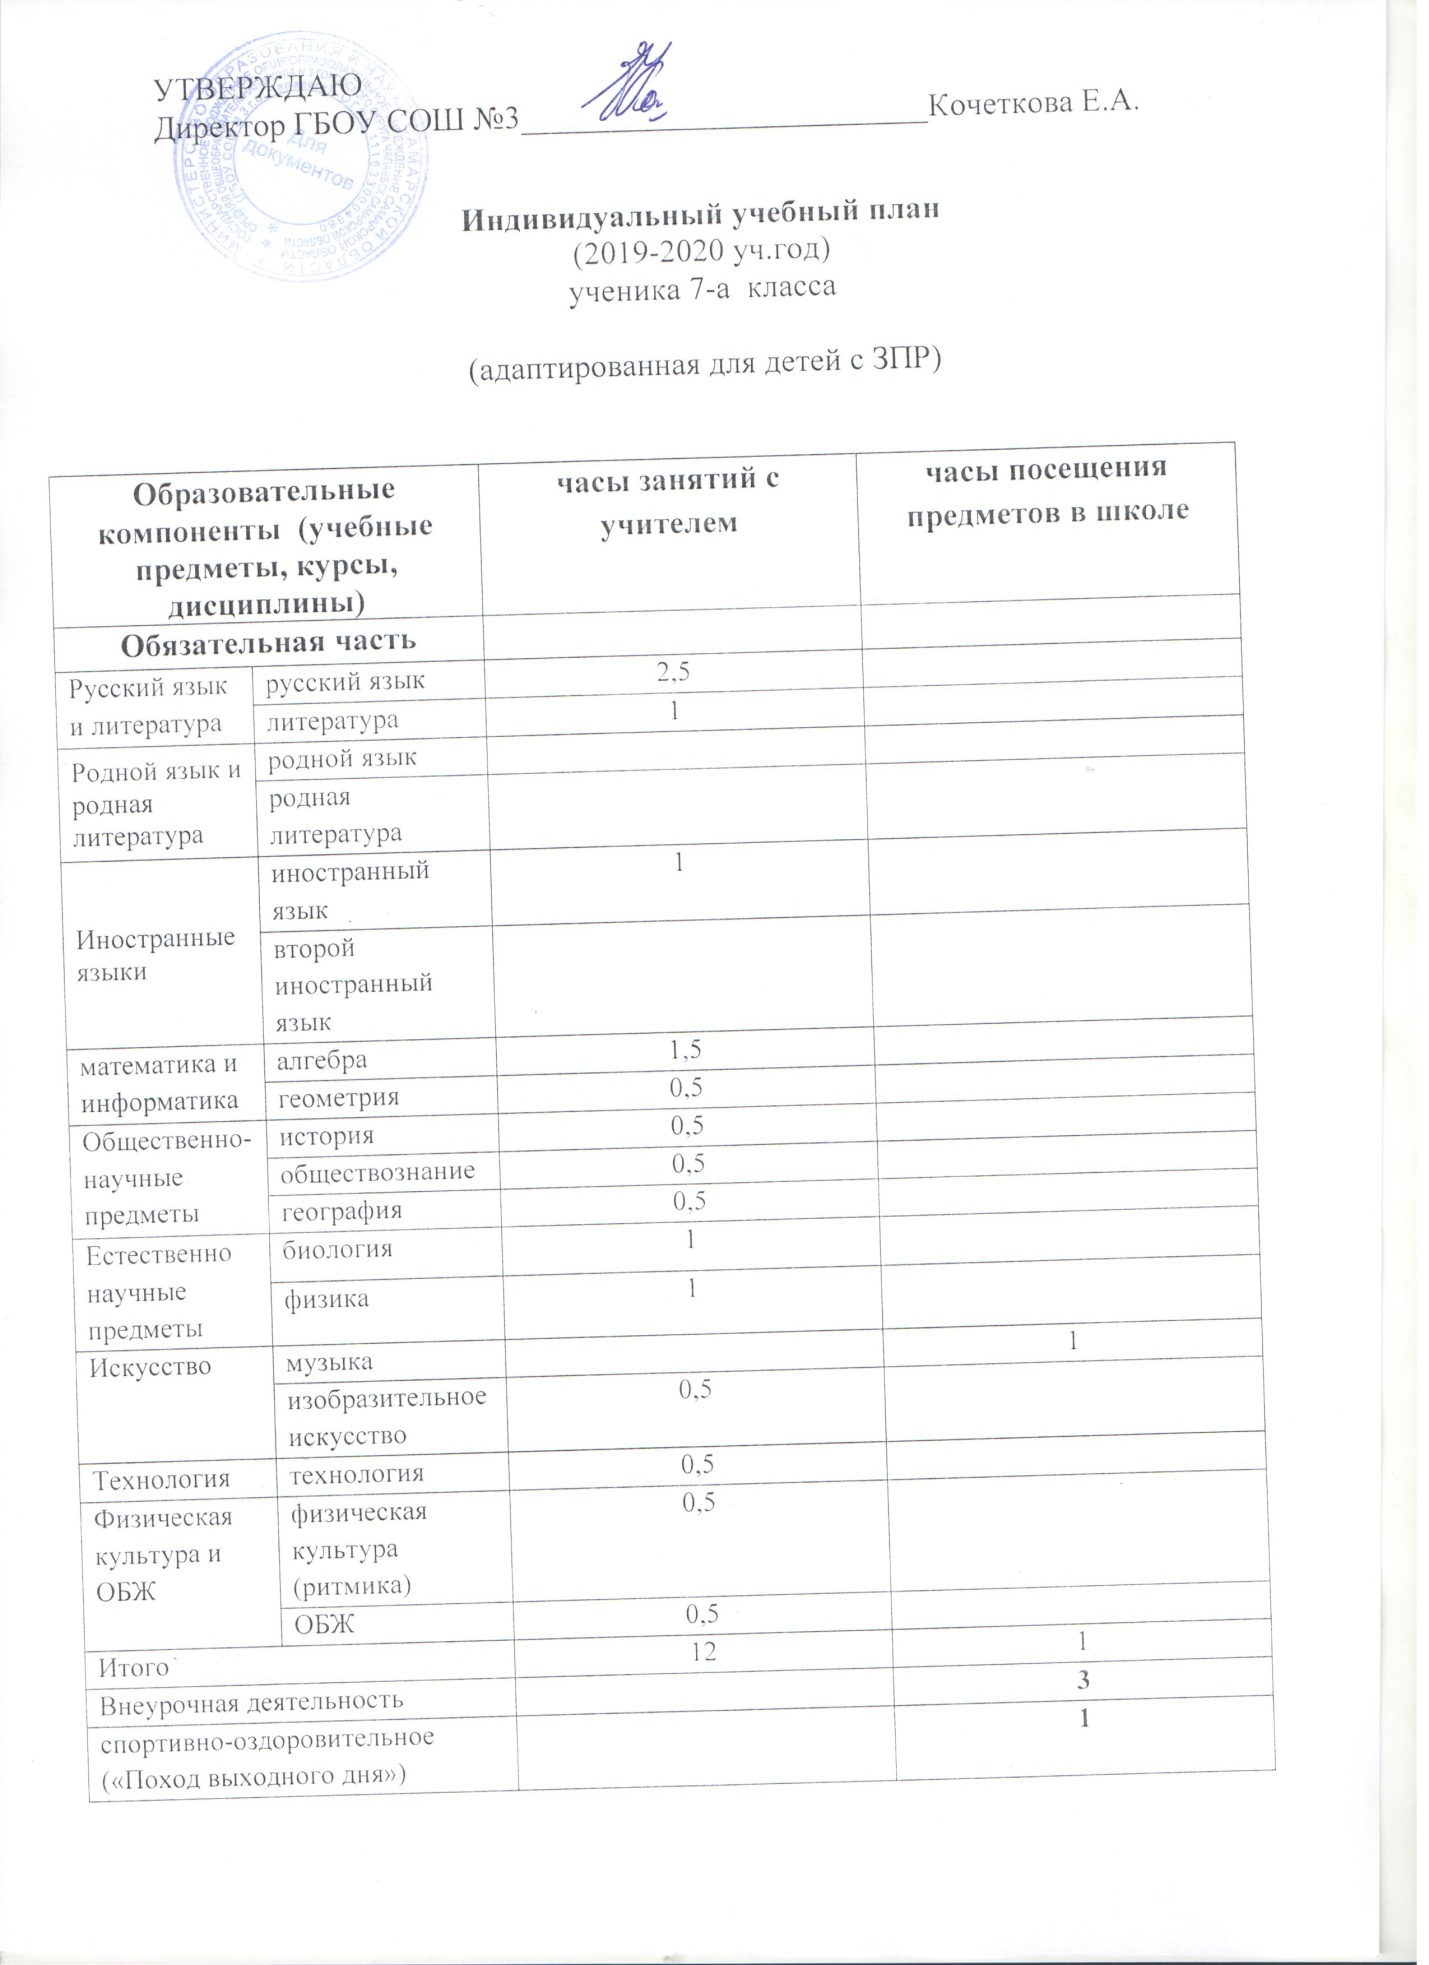 УТВЕРЖДАЮ
Директор ГБОУ СОШ №3__________________________Кочеткова Е.А.
Для
документов
Индивидуальный учебный план
(2019-2020 уч.год)
ученика 7-а класса
(адаптированная для детей с ЗПР)
Образовательные компоненты (учебные предметы, курсы, дисциплины) часы занятий с учителем часы посещения предметов в школе
Обязательная часть
Русский язык и литература русский язык 2,5
литература 1
Родной язык и родная литература родной язык
родная литература
Иностранные языки иностранный язык 1
второй иностранный язык
математика и информатика алгебра 1,5
геометрия 0,5
Общественно-научные предметы история 0,5
обществознание 0,5
география 0,5
Естественно научные предметы биология 1
физика 1
Искусство музыка 1
изобразительное искусство 0,5
Технология технология 0,5
Физическая культура и ОБЖ физическая культура (ритмика) 0,5
ОБЖ 0,5
Итого 12 1
Внеурочная деятельность 3
спортивно-оздоровительное («Поход выходного дня») 1